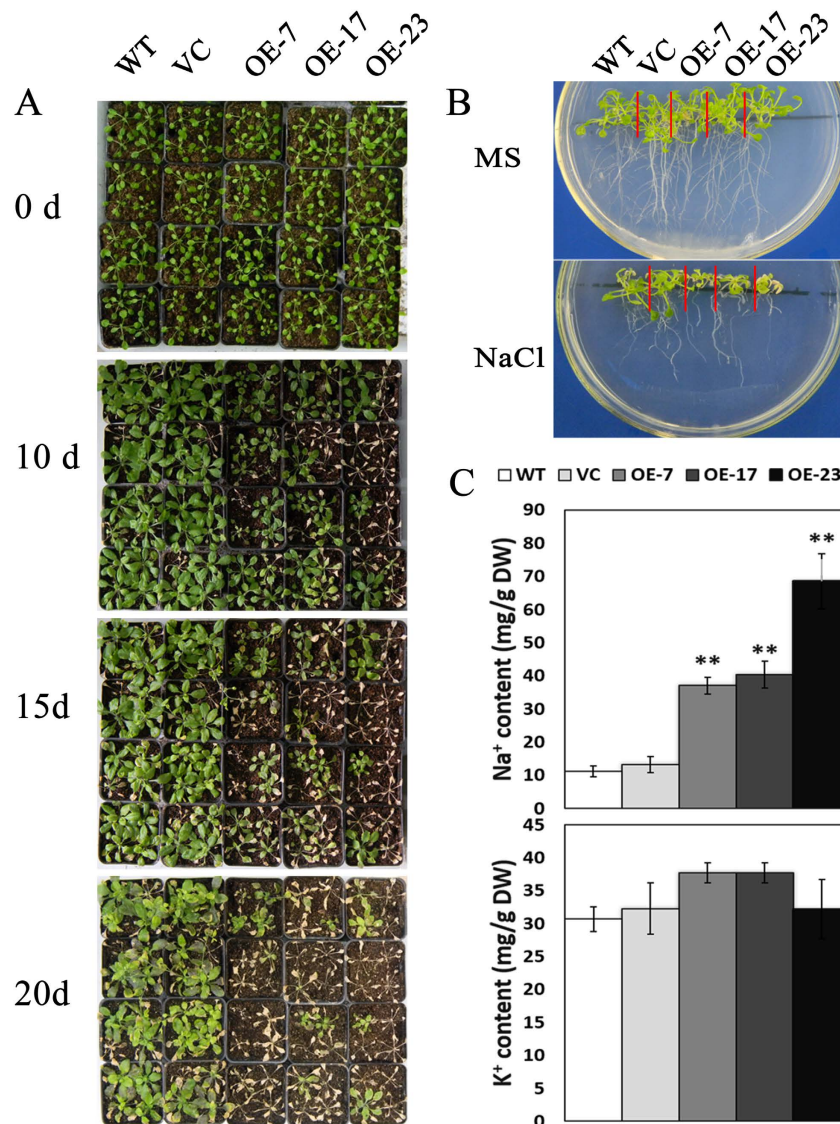 WT VC OE-7 OE-17 OE-23
A
0 d
10 d
15d
20d
WT VC OE-7 OE-17 OE-23
B
MS
NaCl
C
WT VC OE-7 OE-17 OE-23
90
80
70
60
50
40
30
20
10
0
Na⁺ content (mg/g DW)
**
**
**
45
40
35
30
25
20
15
10
5
0
K⁺ content (mg/g DW)